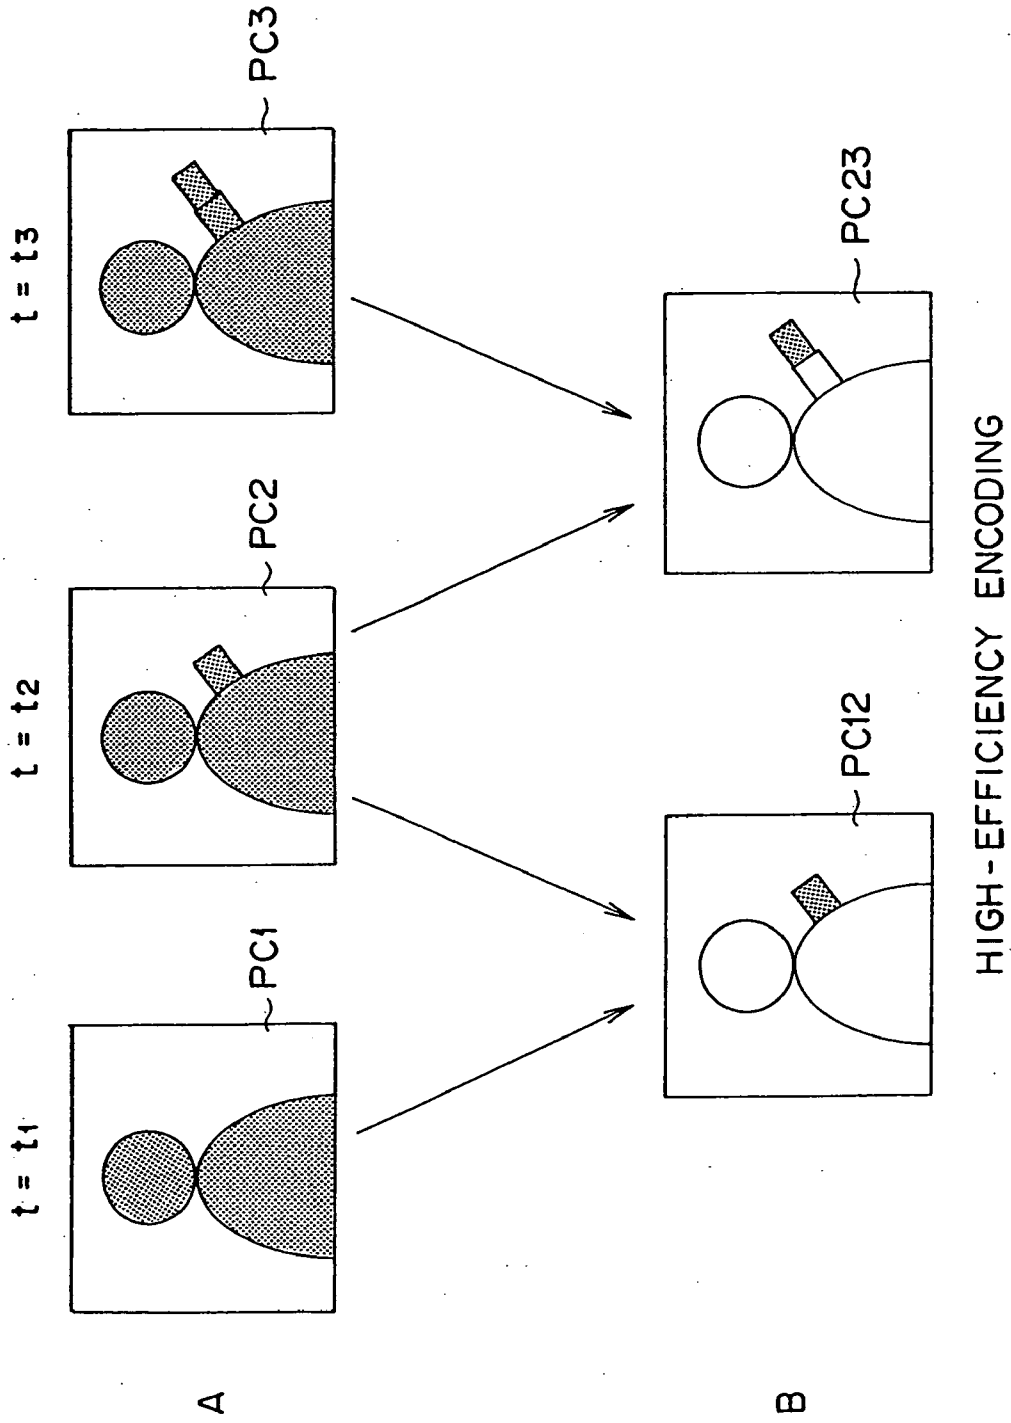 A
t = t1
t = t2
t = t3
PC1
PC2
PC3
B
PC12
PC23
HIGH-EFFICIENCY ENCODING